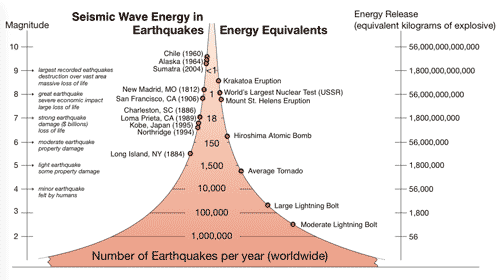 Seismic Wave Energy in
Earthquakes
Energy Equivalents
Energy Release
(equivalent kilograms of explosive)
Magnitude
10
9
8
7
6
5
4
3
2
largest recorded earthquakes
destruction over vast area
massive loss of life
great earthquake
severe economic impact
large loss of life
strong earthquake
damage ($ billions)
loss of life
moderate earthquake
property damage
light earthquake
some property damage
minor earthquake
felt by humans
Chile (1960)
Alaska (1964)
Sumatra (2004)
New Madrid, MO (1812)
San Francisco, CA (1906)
Charleston, SC (1886)
Loma Prieta, CA (1989)
Kobe, Japan (1995)
Northridge (1994)
Long Island, NY (1884)
<1
1
18
150
1,500
10,000
100,000
1,000,000
Krakatoa Eruption
World's Largest Nuclear Test (USSR)
Mount St. Helens Eruption
Hiroshima Atomic Bomb
Average Tornado
Large Lightning Bolt
Moderate Lightning Bolt
56,000,000,000,000
1,800,000,000,000
56,000,000,000
1,800,000,000
56,000,000
1,800,000
56,000
1,800
56
Number of Earthquakes per year (worldwide)